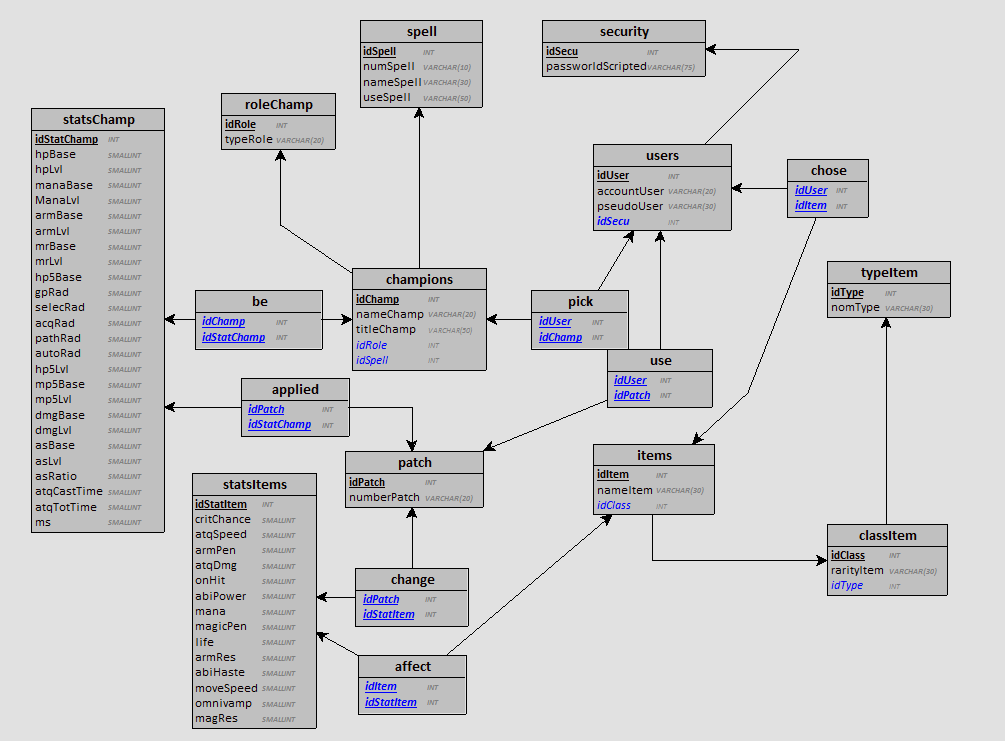 spell
idSpell INT
numSpell VARCHAR(10)
nameSpell VARCHAR(30)
useSpell VARCHAR(50)
security
idSecu INT
passworldScripted VARCHAR(75)
roleChamp
idRole INT
typeRole VARCHAR(20)
statsChamp
idStatChamp INT
hpBase SMALLINT
hpLvl SMALLINT
manaBase SMALLINT
ManaLvl SMALLINT
armBase SMALLINT
armLvl SMALLINT
mrBase SMALLINT
mrLvl SMALLINT
hp5Base SMALLINT
gpRad SMALLINT
selecRad SMALLINT
acqRad SMALLINT
pathRad SMALLINT
autoRad SMALLINT
hp5Lvl SMALLINT
mp5Base SMALLINT
mp5Lvl SMALLINT
dmgBase SMALLINT
dmgLvl SMALLINT
asBase SMALLINT
asLvl SMALLINT
asRatio SMALLINT
atqCastTime SMALLINT
atqTotTime SMALLINT
ms SMALLINT
users
idUser INT
accountUser VARCHAR(20)
pseudoUser VARCHAR(30)
idSecu INT
chose
idUser INT
idItem INT
typeItem
idType INT
nomType VARCHAR(30)
champions
idChamp INT
nameChamp VARCHAR(20)
titleChamp VARCHAR(50)
idRole INT
idSpell INT
be
idChamp INT
idStatChamp INT
pick
idUser INT
idChamp INT
use
idUser INT
idPatch INT
applied
idPatch INT
idStatChamp INT
patch
idPatch INT
numberPatch VARCHAR(20)
items
idItem INT
nameItem VARCHAR(30)
idClass INT
statsItems
idStatItem INT
critChance SMALLINT
atqSpeed SMALLINT
armPen SMALLINT
atqDmg SMALLINT
onHit SMALLINT
abiPower SMALLINT
mana SMALLINT
magicPen SMALLINT
life SMALLINT
armRes SMALLINT
abiHaste SMALLINT
moveSpeed SMALLINT
omnivamp SMALLINT
magRes SMALLINT
classItem
idClass INT
rarityItem VARCHAR(30)
idType INT
change
idPatch INT
idStatItem INT
affect
idItem INT
idStatItem INT